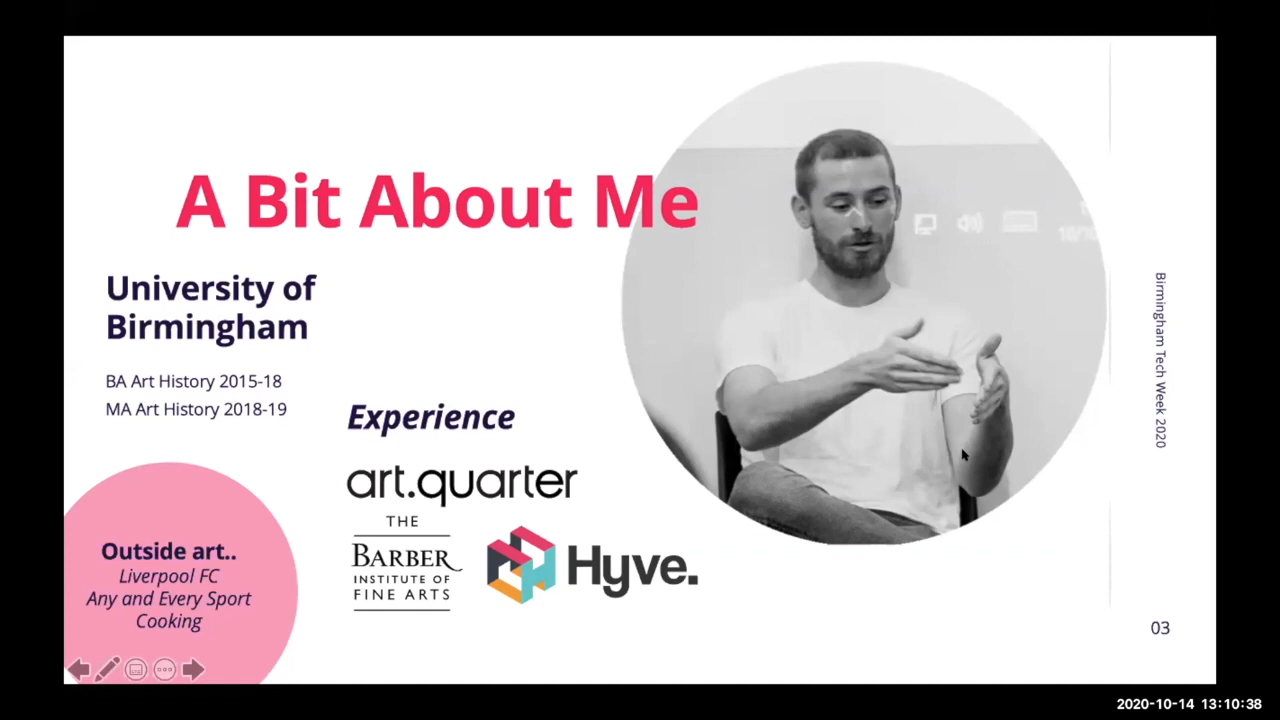 A Bit About Me
University of
Birmingham
BA Art History 2015-18
MA Art History 2018-19
Experience
art.quarter
THE
BARBER
INSTITUTE OF
FINE ARTS
Hyve.
Outside art..
Liverpool FC
Any and Every Sport
Cooking
Birmingham Tech Week 2020
03
2020-10-14 13:10:38